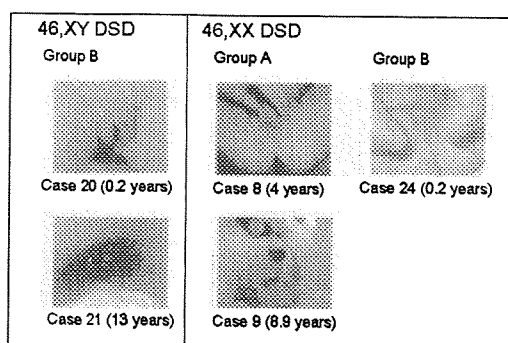 46,XY DSD
Group B
Case 20 (0.2 years)
Case 21 (13 years)
46,XX DSD
Group A
Group B
Case 8 (4 years)
Case 24 (0.2 years)
Case 9 (8.9 years)